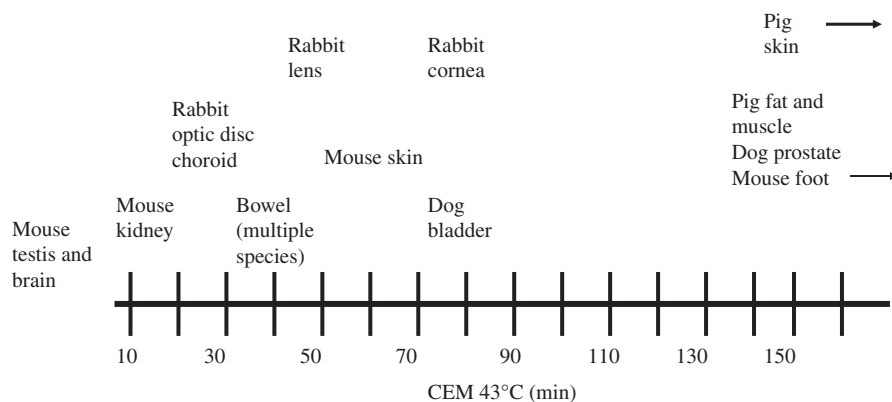 Pig
skin
Rabbit
lens
Rabbit
cornea
Rabbit
optic disc
choroid
Pig fat and
muscle
Dog prostate
Mouse foot
Mouse skin
Mouse
testis and
brain
Mouse
kidney
Bowel
(multiple
species)
Dog
bladder
10 30 50 70 90 110 130 150
CEM 43°C (min)